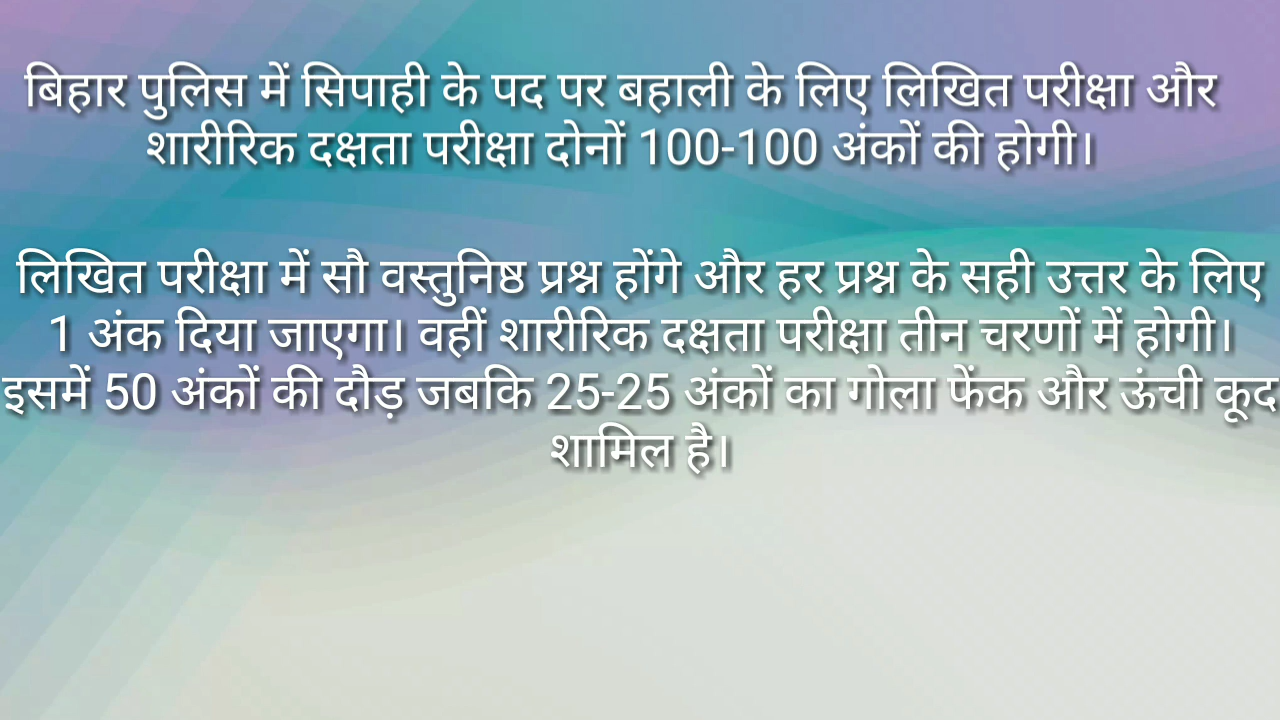 बिहार पुलिस में सिपाही के पद पर बहाली के लिए लिखित परीक्षा और
शारीरिक दक्षता परीक्षा दोनों 100-100 अंकों की होगी।
लिखित परीक्षा में सौ वस्तुनिष्ठ प्रश्न होंगे और हर प्रश्न के सही उत्तर के लिए
1 अंक दिया जाएगा। वहीं शारीरिक दक्षता परीक्षा तीन चरणों में होगी।
इसमें 50 अंकों की दौड़ जबकि 25-25 अंकों का गोला फेंक और ऊंची कूद
शामिल है।